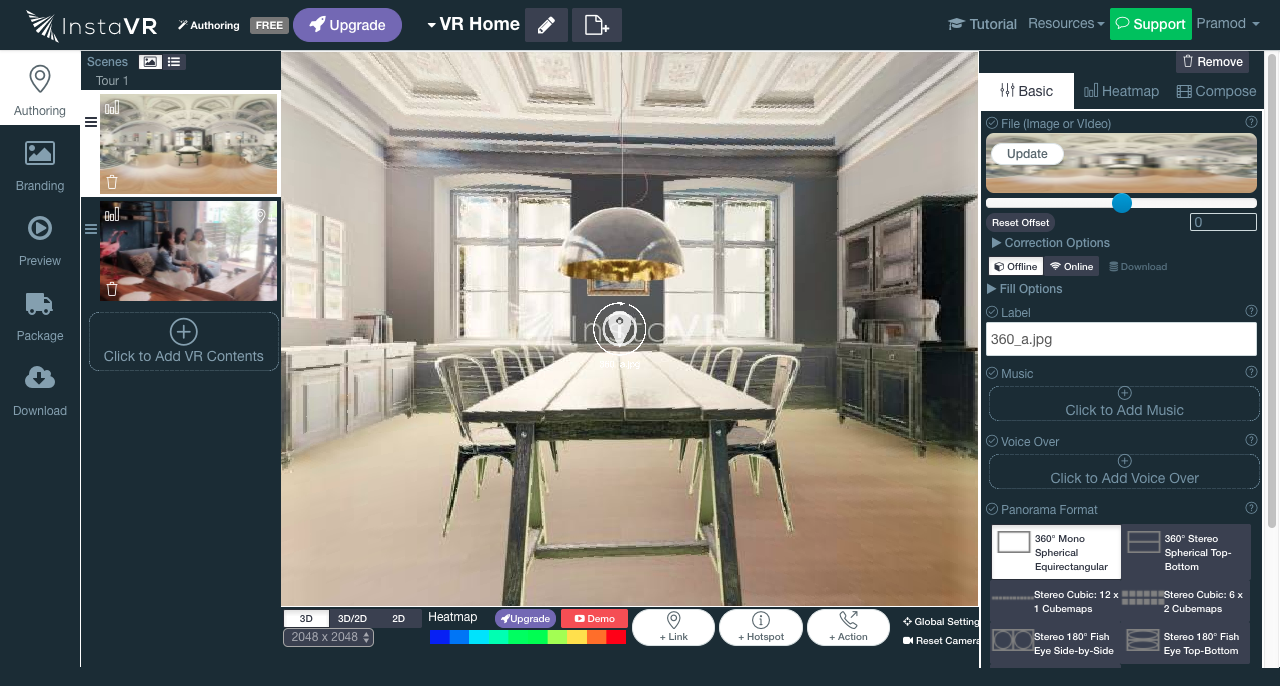 InstaVR
Authoring
FREE
Upgrade
VR Home
Tutorial
Resources
Support
Pramod
Authoring
Branding
Preview
Package
Download
Scenes
Tour 1
Click to Add VR Contents
InstaVR
360_a.jpg
3D
3D/2D
2D
2048 x 2048
Heatmap
Upgrade
Demo
+ Link
+ Hotspot
+ Action
Global Setting
Reset Camera
Remove
Basic
Heatmap
Compose
File (Image or VIdeo)
Update
Reset Offset
0
Correction Options
Offline
Online
Download
Fill Options
Label
360_a.jpg
Music
Click to Add Music
Voice Over
Click to Add Voice Over
Panorama Format
360° Mono
Spherical
Equirectangular
360° Stereo
Spherical Top-
Bottom
Stereo Cubic: 12 x
1 Cubemaps
Stereo Cubic: 6 x
2 Cubemaps
Stereo 180° Fish
Eye Side-by-Side
Stereo 180° Fish
Eye Top-Bottom